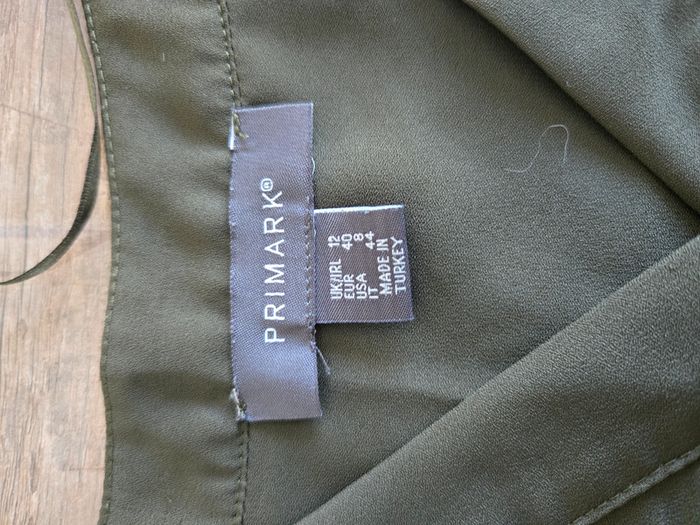 PRIMARK®
UK/IRL 12
EUR 40
USA 8
IT 44
MADE IN
TURKEY